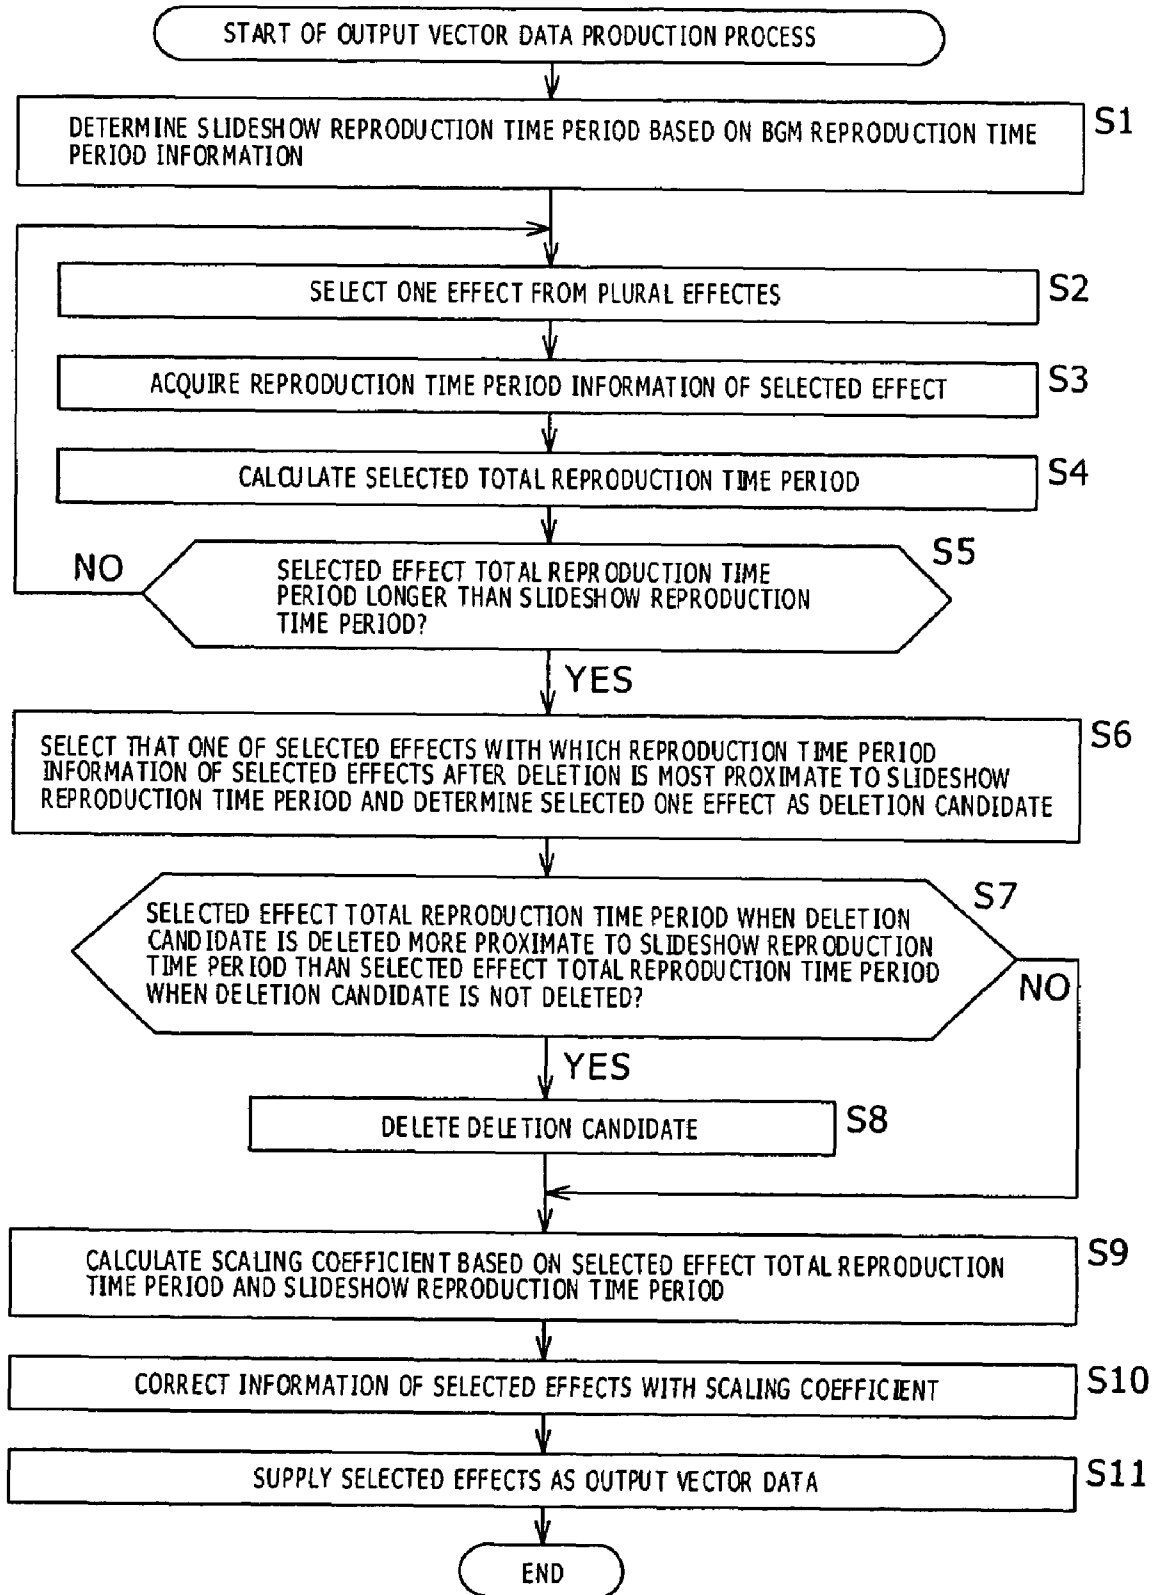 START OF OUTPUT VECTOR DATA PRODUCTION PROCESS
DETERMINE SLIDESHOW REPRODUCTION TIME PERIOD BASED ON BGM REPRODUCTION TIME
PERIOD INFORMATION
S1
SELECT ONE EFFECT FROM PLURAL EFFECTES
S2
ACQUIRE REPRODUCTION TIME PERIOD INFORMATION OF SELECTED EFFECT
S3
CALCULATE SELECTED TOTAL REPRODUCTION TIME PERIOD
S4
SELECTED EFFECT TOTAL REPRODUCTION TIME
PERIOD LONGER THAN SLIDESHOW REPRODUCTION
TIME PERIOD?
S5
NO
YES
SELECT THAT ONE OF SELECTED EFFECTS WITH WHICH REPRODUCTION TIME PERIOD
INFORMATION OF SELECTED EFFECTS AFTER DELETION IS MOST PROXIMATE TO SLIDESHOW
REPRODUCTION TIME PERIOD AND DETERMINE SELECTED ONE EFFECT AS DELETION CANDIDATE
S6
SELECTED EFFECT TOTAL REPRODUCTION TIME PERIOD WHEN DELETION
CANDIDATE IS DELETED MORE PROXIMATE TO SLIDESHOW REPRODUCTION
TIME PERIOD THAN SELECTED EFFECT TOTAL REPRODUCTION TIME PERIOD
WHEN DELETION CANDIDATE IS NOT DELETED?
S7
NO
YES
DELETE DELETION CANDIDATE
S8
CALCULATE SCALING COEFFICIENT BASED ON SELECTED EFFECT TOTAL REPRODUCTION
TIME PERIOD AND SLIDESHOW REPRODUCTION TIME PERIOD
S9
CORRECT INFORMATION OF SELECTED EFFECTS WITH SCALING COEFFICIENT
S10
SUPPLY SELECTED EFFECTS AS OUTPUT VECTOR DATA
S11
END